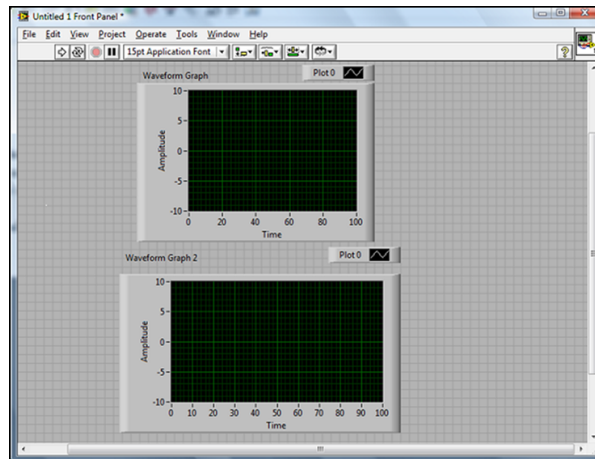 Untitled 1 Front Panel *
File Edit View Project Operate Tools Window Help
15pt Application Font
?
Waveform Graph
Plot 0
10
5
0
-5
-10
Amplitude
0 20 40 60 80 100
Time
Waveform Graph 2
Plot 0
10
5
0
-5
-10
Amplitude
0 10 20 30 40 50 60 70 80 90 100
Time